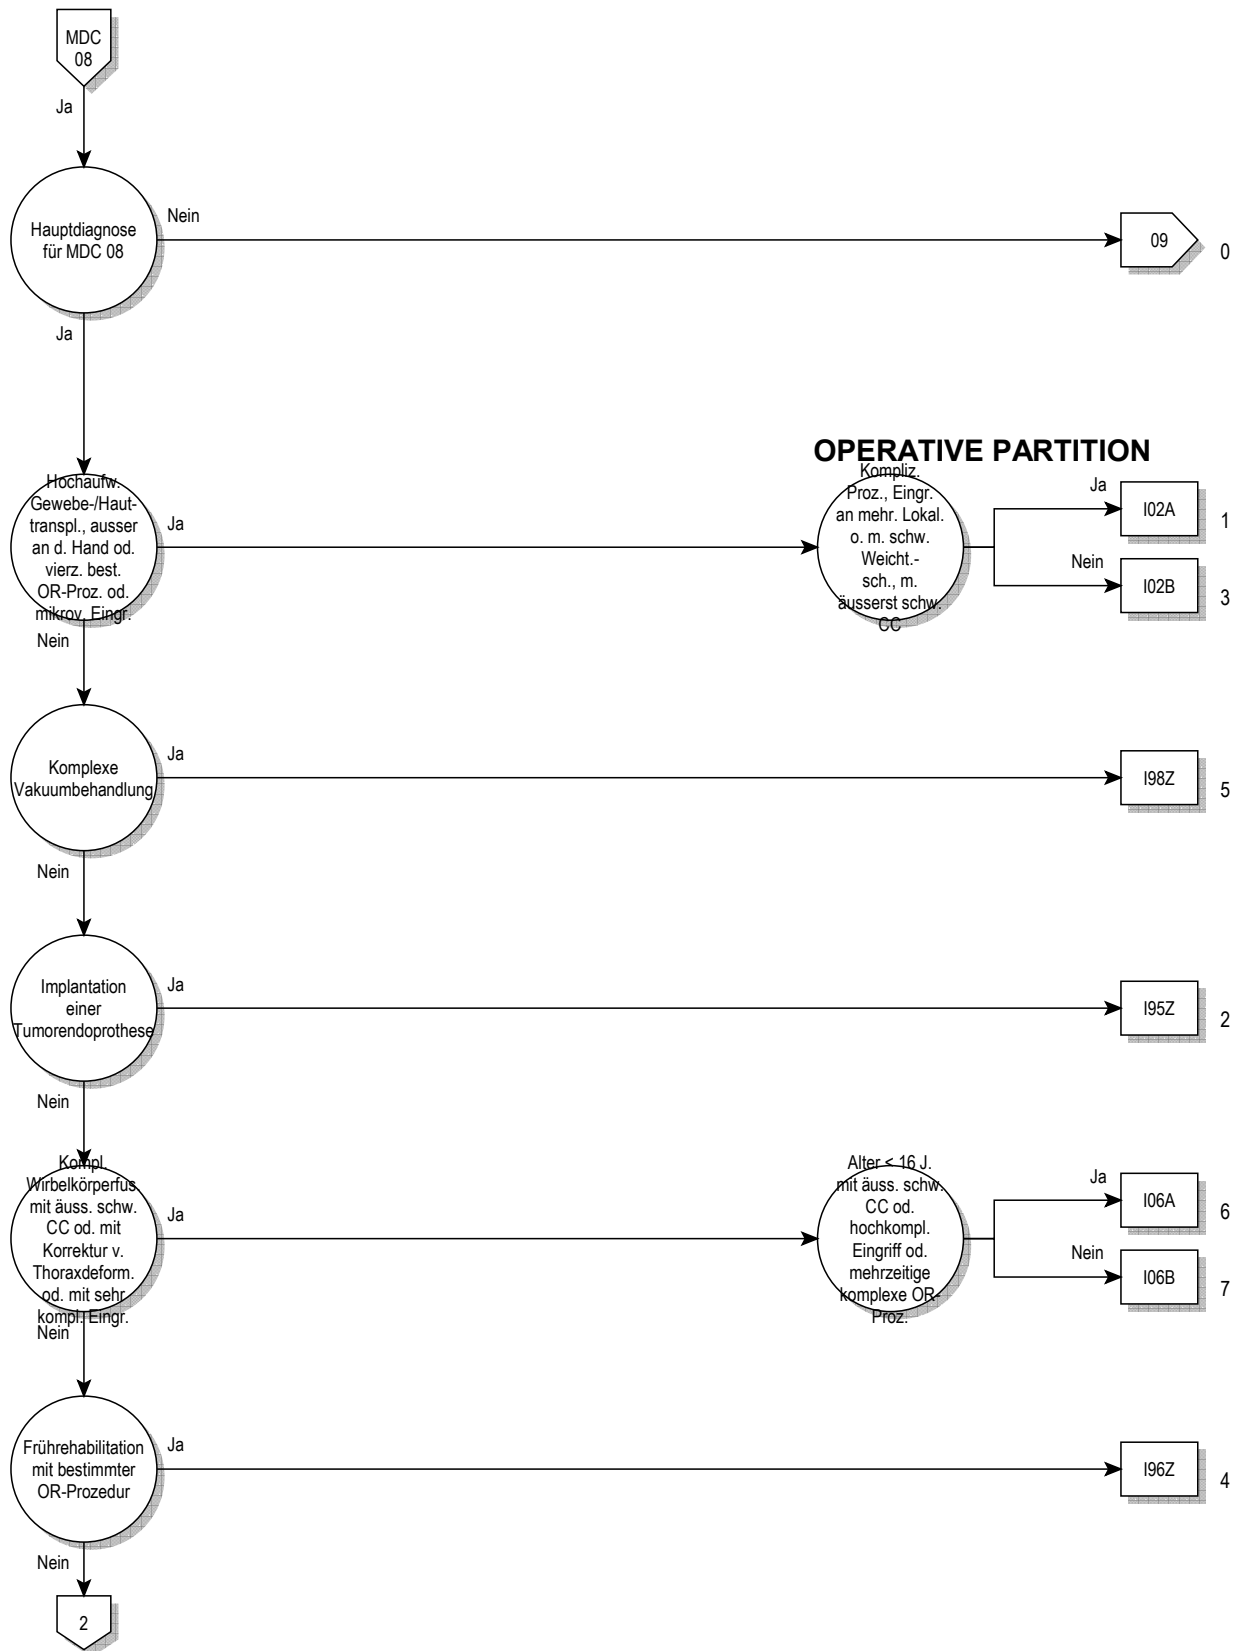 MDC
08
Ja
Hauptdiagnose
für MDC 08
Nein
09
0
Ja
OPERATIVE PARTITION
Hochaufw.
Gewebe-/Haut-
transpl., ausser
an d. Hand od.
vierz. best.
OR-Proz. od.
mikrov. Eingr.
Ja
Kompliz.
Proz., Eingr.
an mehr. Lokal.
o. m. schw.
Weicht.-
sch., m.
äusserst schw.
CC
Ja
I02A
1
Nein
I02B
3
Nein
Komplexe
Vakuumbehandlung
Ja
I98Z
5
Nein
Implantation
einer
Tumorendoprothese
Ja
I95Z
2
Nein
Kompl.
Wirbelkörperfus.
mit äuss. schw.
CC od. mit
Korrektur v.
Thoraxdeform.
od. mit sehr
kompl. Eingr.
Ja
Alter < 16 J.
mit äuss. schw.
CC od.
hochkompl.
Eingriff od.
mehrzeitige
komplexe OR-
Proz.
Ja
I06A
6
Nein
I06B
7
Nein
Frührehabilitation
mit bestimmter
OR-Prozedur
Ja
I96Z
4
Nein
2